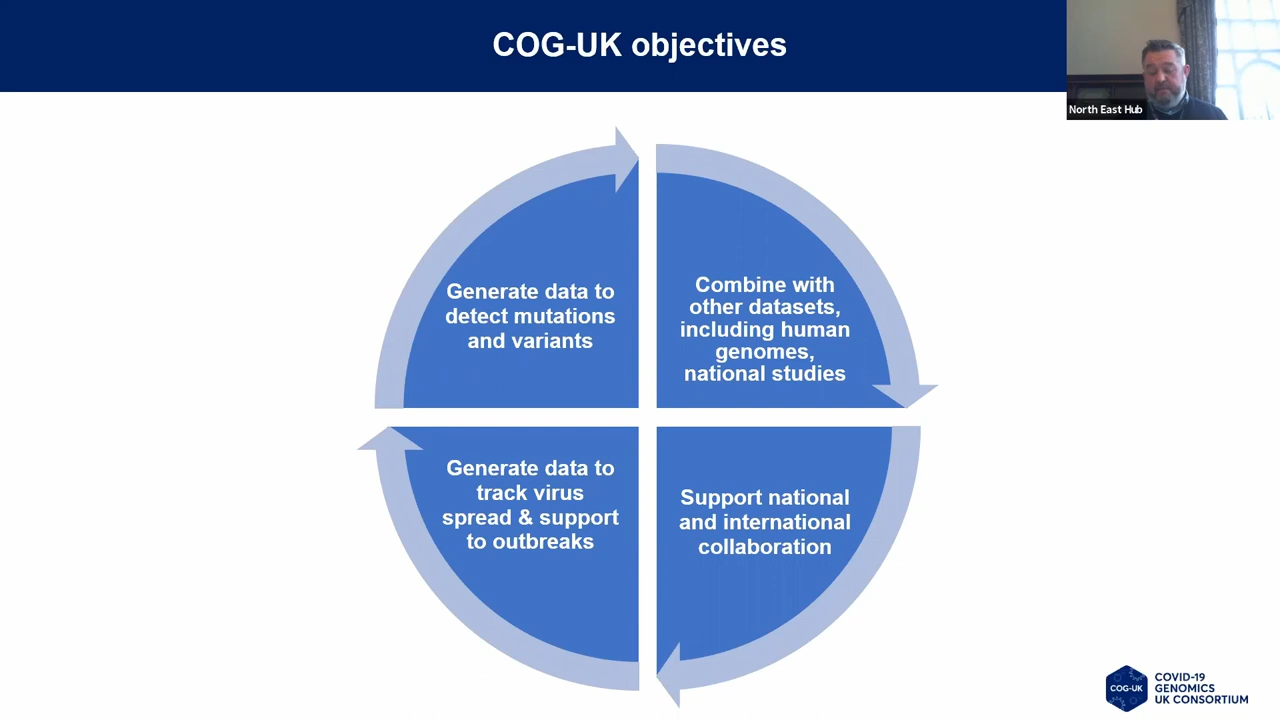 COG-UK objectives
North East Hub
Generate data to
detect mutations
and variants
Combine with
other datasets,
including human
genomes,
national studies
Generate data to
track virus
spread & support
to outbreaks
Support national
and international
collaboration
COG-UK
COVID-19
GENOMICS
UK CONSORTIUM